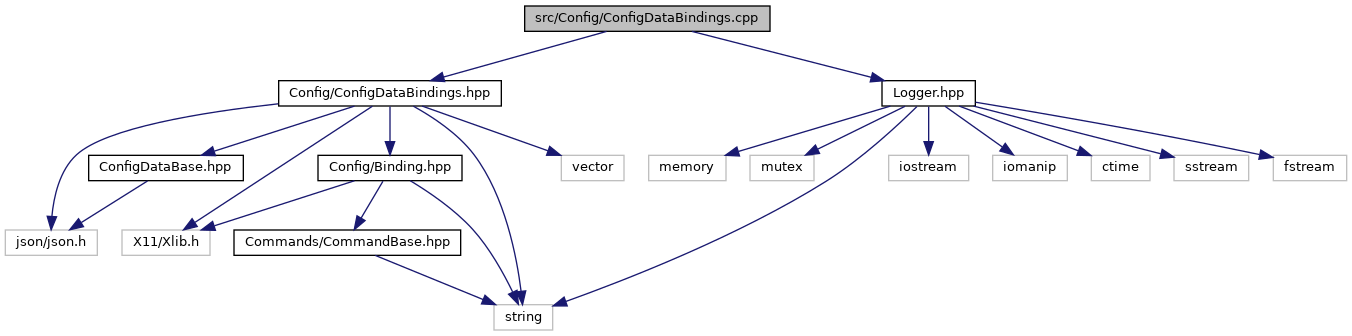 src/Config/ConfigDataBindings.cpp
Config/ConfigDataBindings.hpp
Logger.hpp
ConfigDataBase.hpp
Config/Binding.hpp
vector
memory
mutex
iostream
iomanip
ctime
sstream
fstream
json/json.h
X11/Xlib.h
Commands/CommandBase.hpp
string